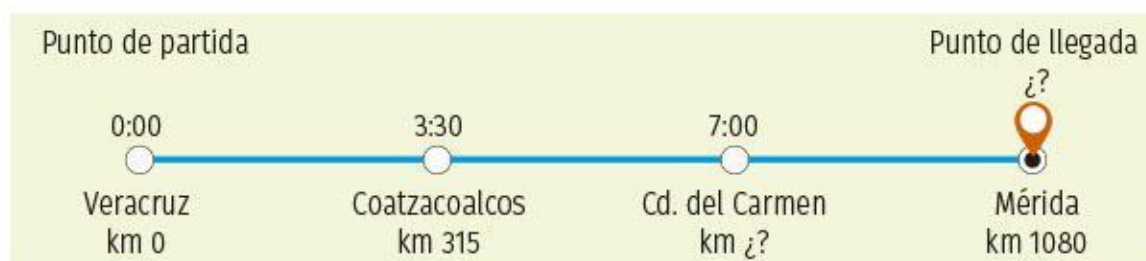 Punto de partida
Punto de llegada
¿?
0:00
3:30
7:00
Veracruz
km 0
Coatzacoalcos
km 315
Cd. del Carmen
km ¿?
Mérida
km 1080